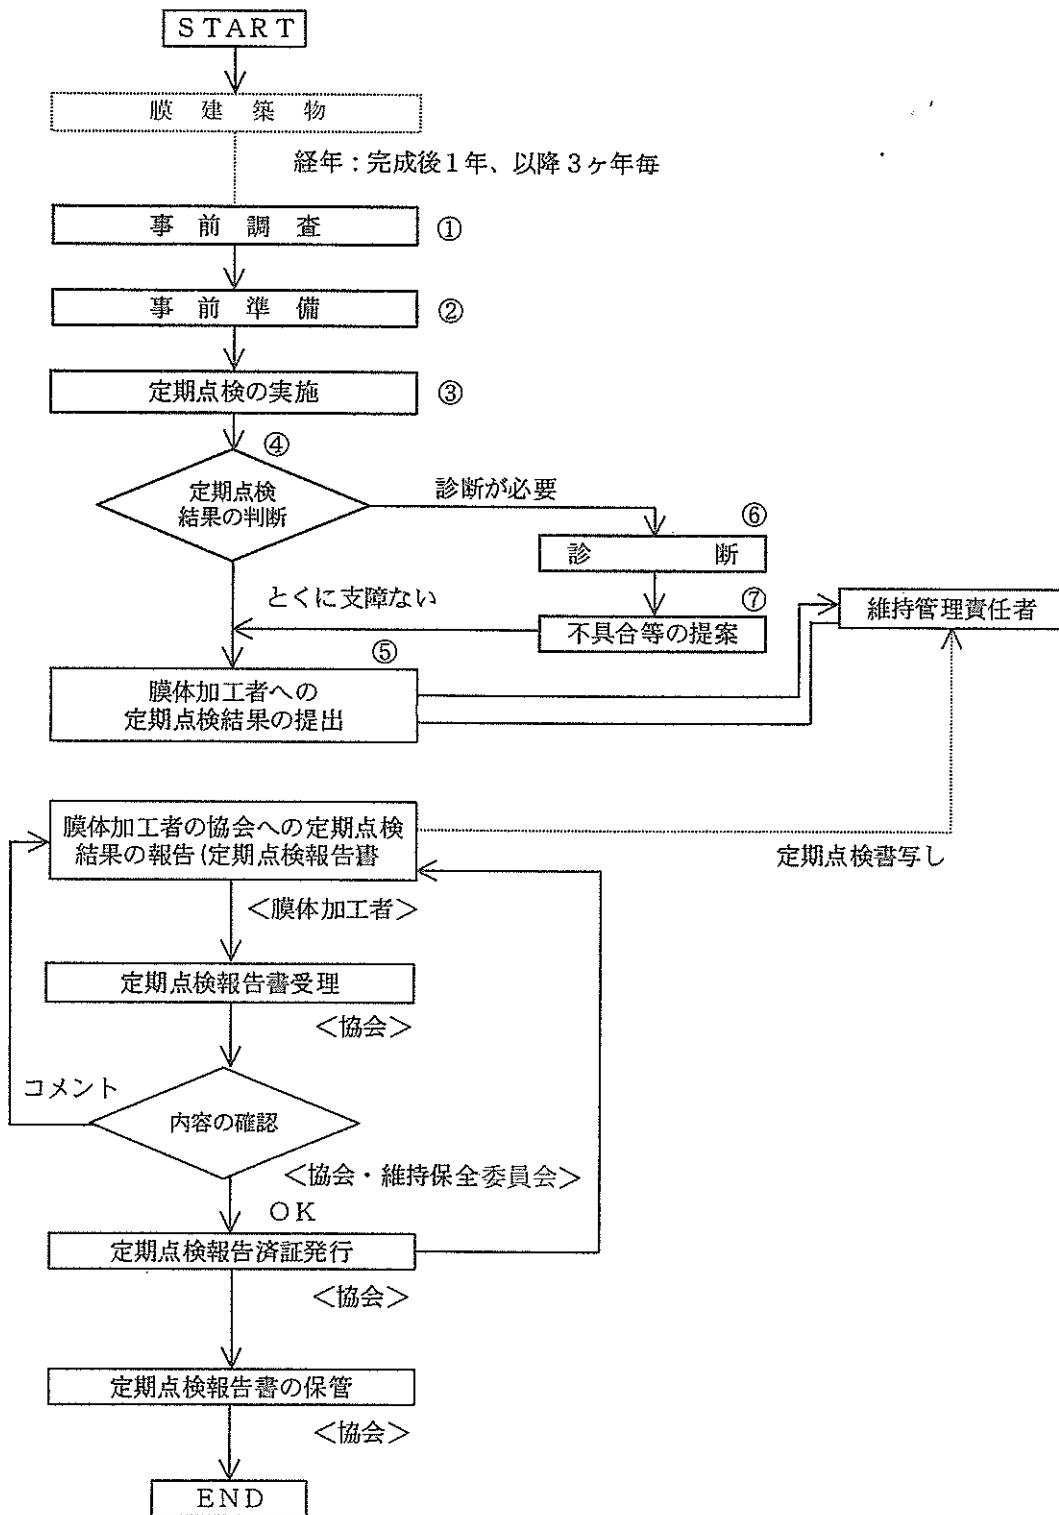 START
膜建築物
経年：完成後１年、以降３ヶ年毎
事前調査 ①
事前準備 ②
定期点検の実施 ③
④
定期点検
結果の判断
診断が必要
⑥
診断
とくに支障ない
⑦
不具合等の提案
維持管理責任者
⑤
膜体加工者への
定期点検結果の提出
膜体加工者の協会への定期点検
結果の報告(定期点検報告書
定期点検書写し
＜膜体加工者＞
定期点検報告書受理
＜協会＞
コメント
内容の確認
＜協会・維持保全委員会＞
OK
定期点検報告済証発行
＜協会＞
定期点検報告書の保管
＜協会＞
END